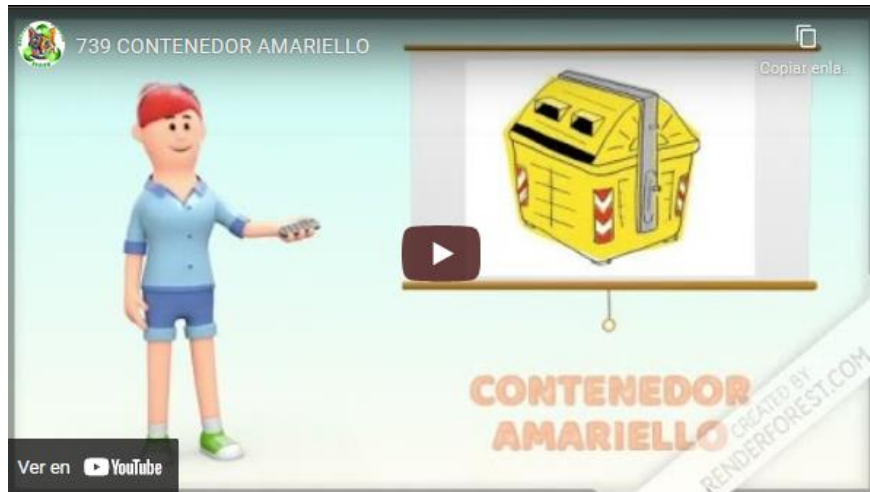 739 CONTENEDOR AMARIELLO
Copiar enla...
CONTENEDOR
AMARIELLO
CREATED BY
RENDERFOREST.COM
Ver en YouTube